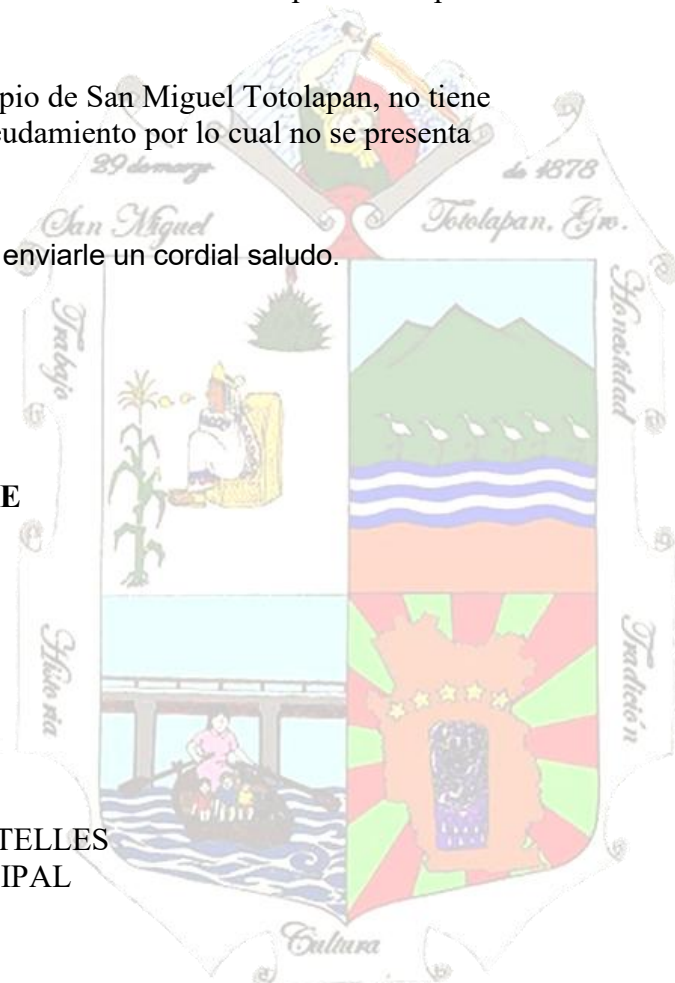 pio de San Miguel Totolapan, no tiene
eudamiento por lo cual no se presenta
29 de marzo de 1878
San Miguel Totolapan, Gro.
enviarle un cordial saludo.
Trabajo
Honestidad
E
Historia
Tradición
TELLES
IPAL
Cultura